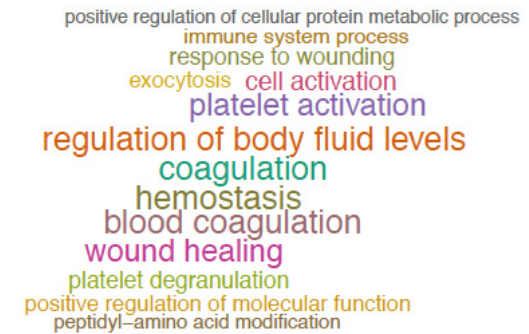 positive regulation of cellular protein metabolic process
immune system process
response to wounding
exocytosis cell activation
platelet activation
regulation of body fluid levels
coagulation
hemostasis
blood coagulation
wound healing
platelet degranulation
positive regulation of molecular function
peptidyl−amino acid modification